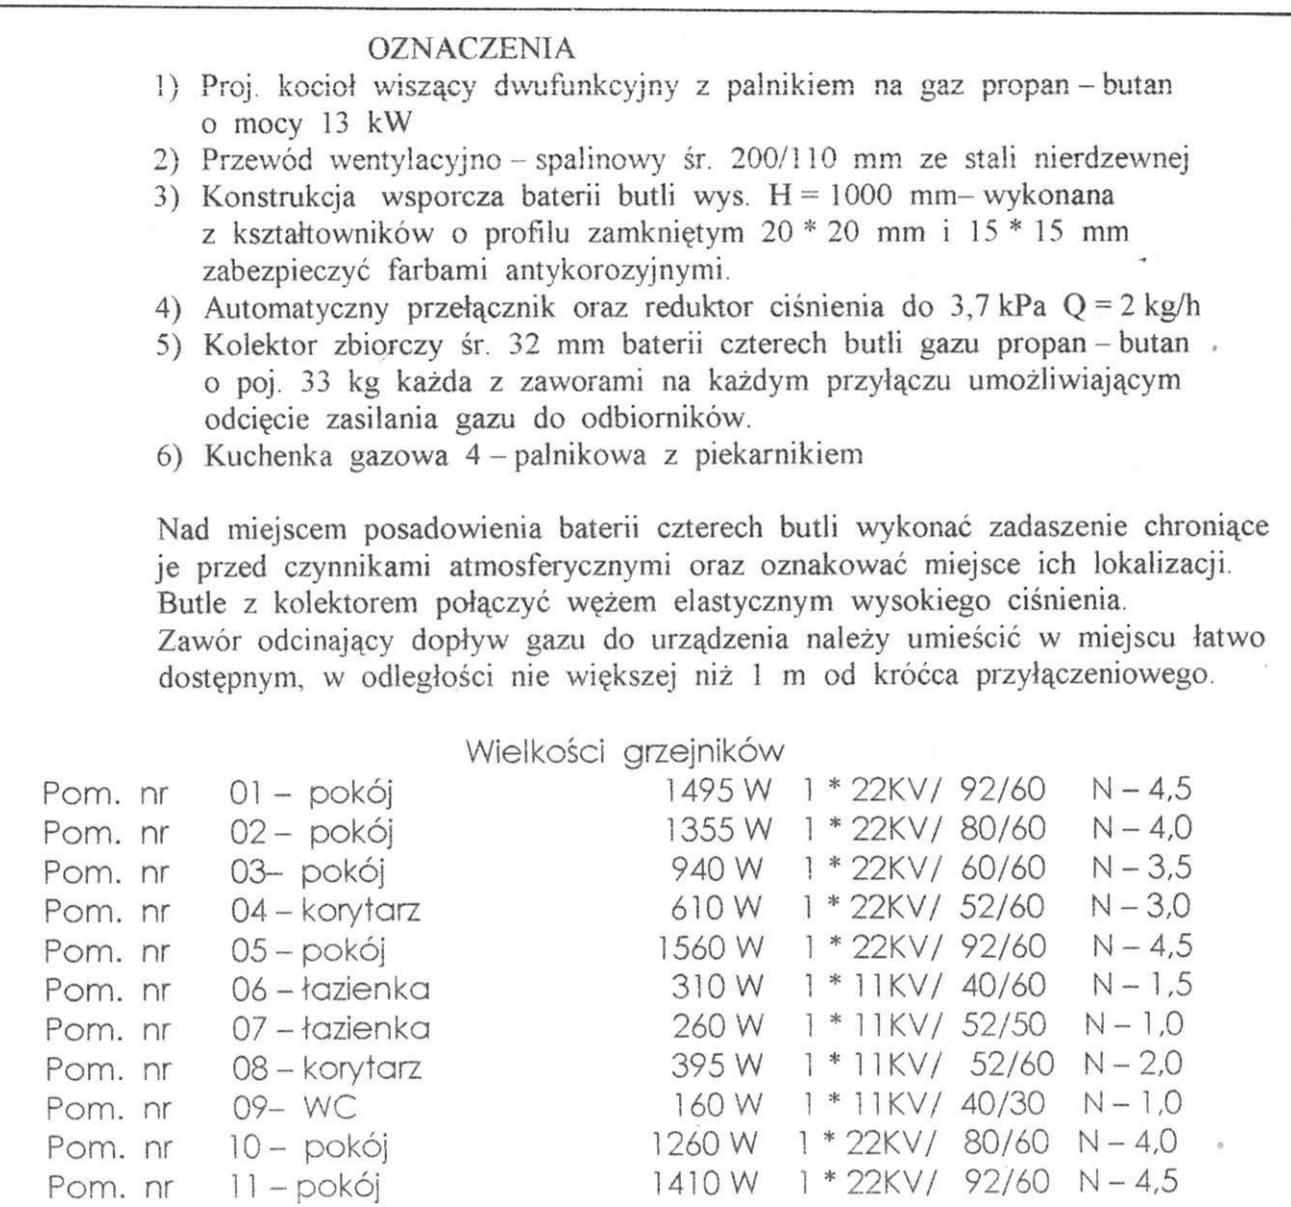 OZNACZENIA
1) Proj. kocioł wiszący dwufunkcyjny z palnikiem na gaz propan – butan
o mocy 13 kW
2) Przewód wentylacyjno – spalinowy śr. 200/110 mm ze stali nierdzewnej
3) Konstrukcja wsporcza baterii butli wys. H = 1000 mm– wykonana
z kształtowników o profilu zamkniętym 20 * 20 mm i 15 * 15 mm
zabezpieczyć farbami antykorozyjnymi.
4) Automatyczny przełącznik oraz reduktor ciśnienia do 3,7 kPa Q = 2 kg/h
5) Kolektor zbiorczy śr. 32 mm baterii czterech butli gazu propan – butan
o poj. 33 kg każda z zaworami na każdym przyłączu umożliwiającym
odcięcie zasilania gazu do odbiorników.
6) Kuchenka gazowa 4 – palnikowa z piekarnikiem
Nad miejscem posadowienia baterii czterech butli wykonać zadaszenie chroniące
je przed czynnikami atmosferycznymi oraz oznakować miejsce ich lokalizacji.
Butle z kolektorem połączyć wężem elastycznym wysokiego ciśnienia.
Zawór odcinający dopływ gazu do urządzenia należy umieścić w miejscu łatwo
dostępnym, w odległości nie większej niż 1 m od króćca przyłączeniowego.
Wielkości grzejników
Pom. nr 01 – pokój 1495 W 1 * 22KV/ 92/60 N – 4,5
Pom. nr 02 – pokój 1355 W 1 * 22KV/ 80/60 N – 4,0
Pom. nr 03– pokój 940 W 1 * 22KV/ 60/60 N – 3,5
Pom. nr 04 – korytarz 610 W 1 * 22KV/ 52/60 N – 3,0
Pom. nr 05 – pokój 1560 W 1 * 22KV/ 92/60 N – 4,5
Pom. nr 06 – łazienka 310 W 1 * 11KV/ 40/60 N – 1,5
Pom. nr 07 – łazienka 260 W 1 * 11KV/ 52/50 N – 1,0
Pom. nr 08 – korytarz 395 W 1 * 11KV/ 52/60 N – 2,0
Pom. nr 09– WC 160 W 1 * 11KV/ 40/30 N – 1,0
Pom. nr 10 – pokój 1260 W 1 * 22KV/ 80/60 N – 4,0
Pom. nr 11 – pokój 1410 W 1 * 22KV/ 92/60 N – 4,5